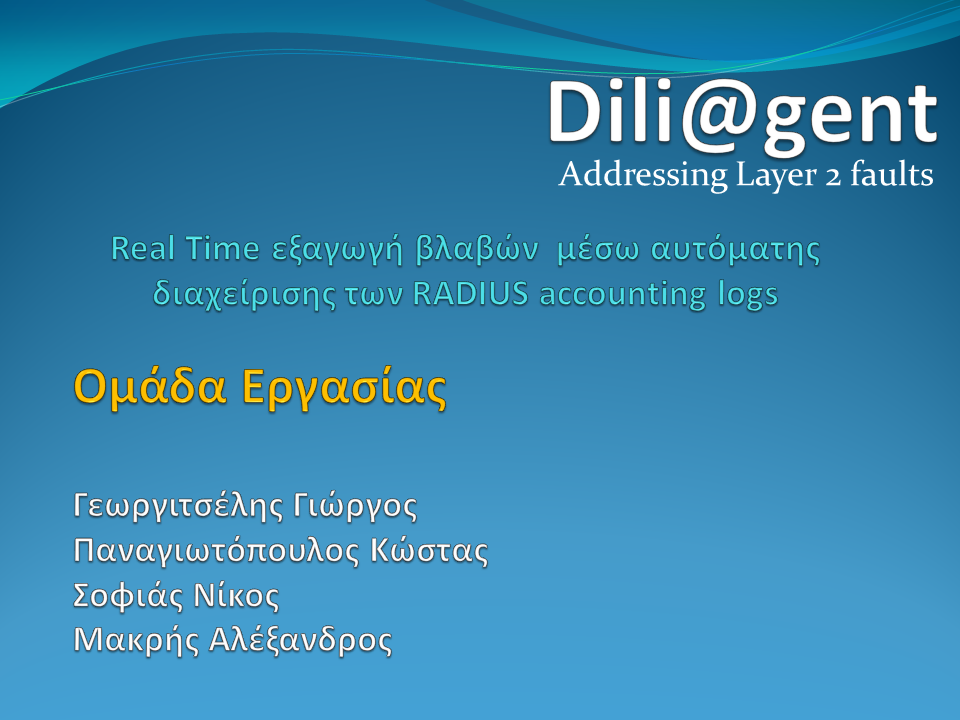 Dili@gent
Addressing Layer 2 faults
Real Time εξαγωγή βλαβών μέσω αυτόματης
διαχείρισης των RADIUS accounting logs
Ομάδα Εργασίας
Γεωργιτσέλης Γιώργος
Παναγιωτόπουλος Κώστας
Σοφιάς Νίκος
Μακρής Αλέξανδρος